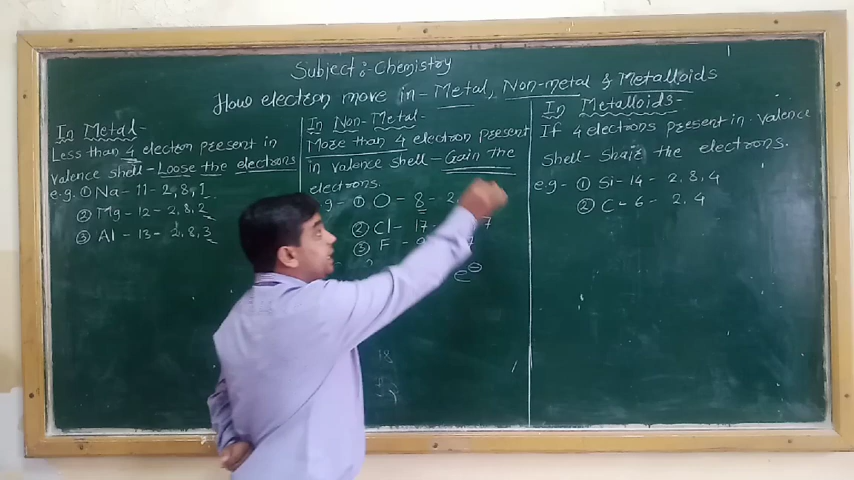 Subject :- Chemistry
How electron move in - Metal, Non-metal & Metalloids
In Metal -
Less than 4 electron present in
valence shell - Loose the electrons
e.g. ① Na - 11 - 2, 8, 1
② Mg - 12 - 2, 8, 2
③ Al - 13 - 2, 8, 3
In Non-Metal -
More than 4 electron present
in valence shell - Gain the
electrons.
① O - 8 - 2
② Cl - 17 - 7
③ F - 9
e⊖
In Metalloids -
If 4 electrons present in valence
shell - Share the electrons.
e.g - ① Si - 14 - 2, 8, 4
② C - 6 - 2, 4